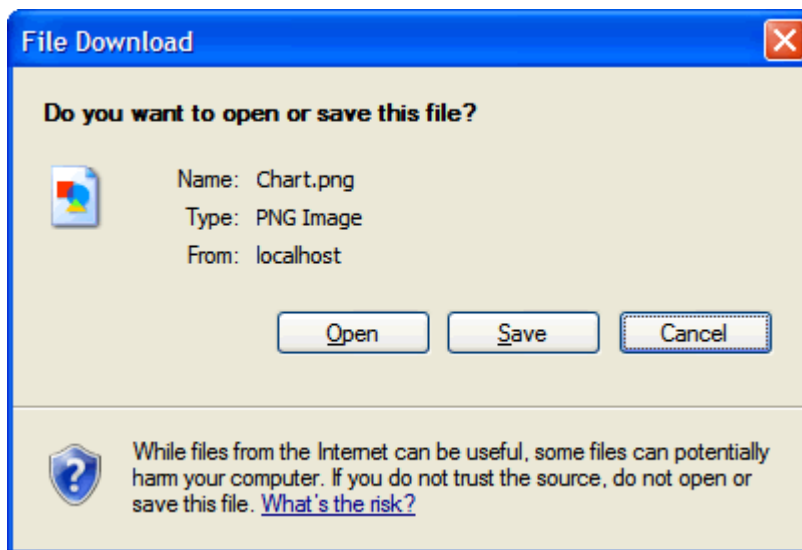 File Download
Do you want to open or save this file?
Name: Chart.png
Type: PNG Image
From: localhost
Open Save Cancel
While files from the Internet can be useful, some files can potentially
harm your computer. If you do not trust the source, do not open or
save this file. What's the risk?